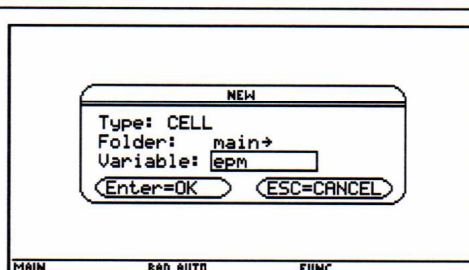 NEW
Type: CELL
Folder: main→
Variable: epm
Enter=OK ESC=CANCEL
MAIN RAD AUTO FUNC